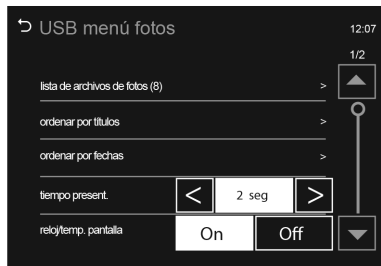 USB menú fotos
12:07
1/2
lista de archivos de fotos (8) >
ordenar por títulos >
ordenar por fechas >
tiempo present. < 2 seg >
reloj/temp. pantalla On Off